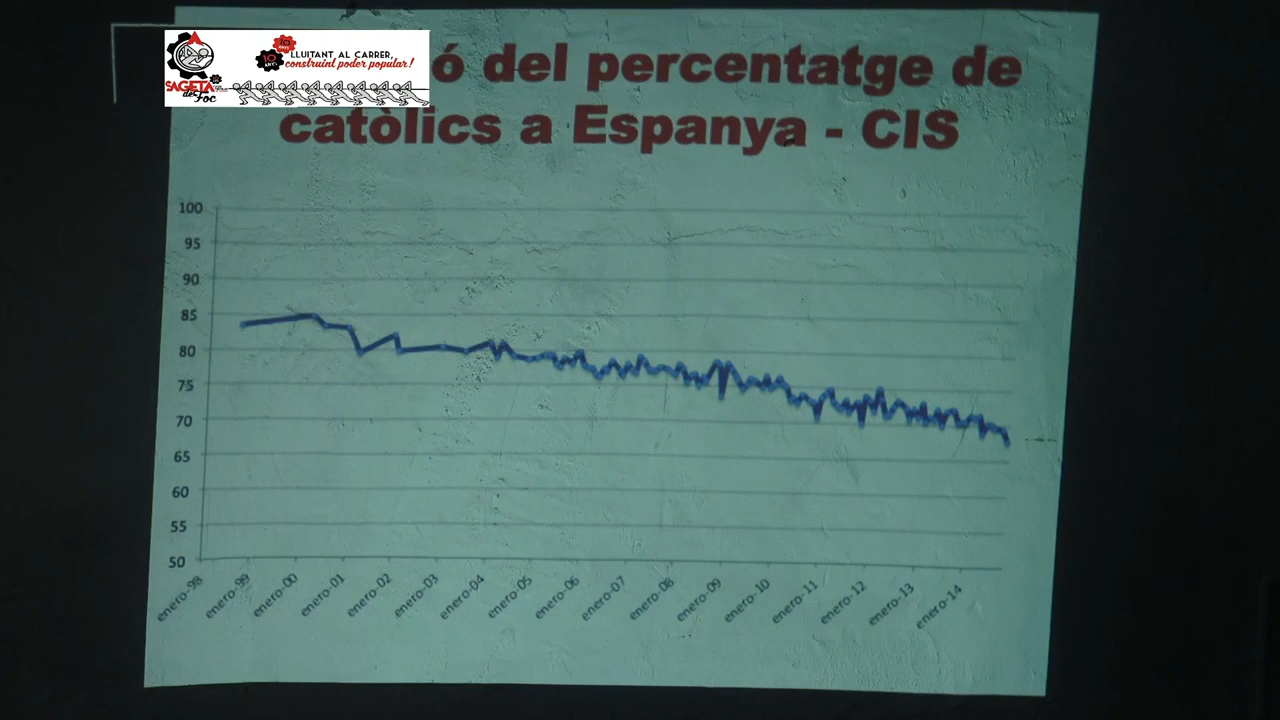 10 ANYS
10 ANYS
LLUITANT AL CARRER,
construint poder popular!
SAGETA
de Foc
ó del percentatge de
catòlics a Espanya - CIS
100
95
90
85
80
75
70
65
60
55
50
enero-98
enero-99
enero-00
enero-01
enero-02
enero-03
enero-04
enero-05
enero-06
enero-07
enero-08
enero-09
enero-10
enero-11
enero-12
enero-13
enero-14